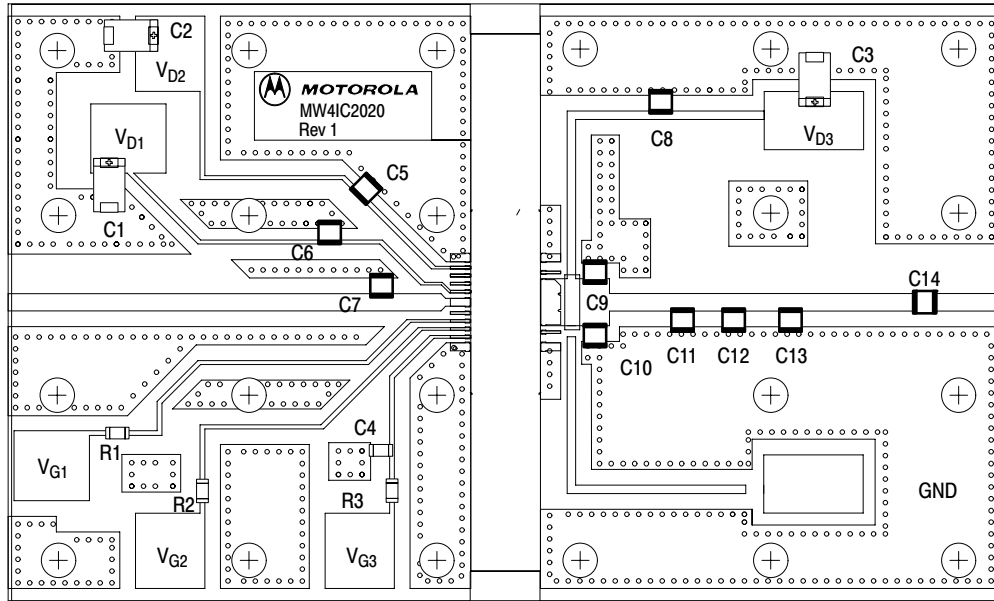 C2
C3
VD2
MOTOROLA
MW4IC2020
Rev 1
VD1
C8
VD3
C5
C1
C6
C7
C9
C14
C10
C11
C12
C13
R1
C4
VG1
R2
R3
GND
VG2
VG3